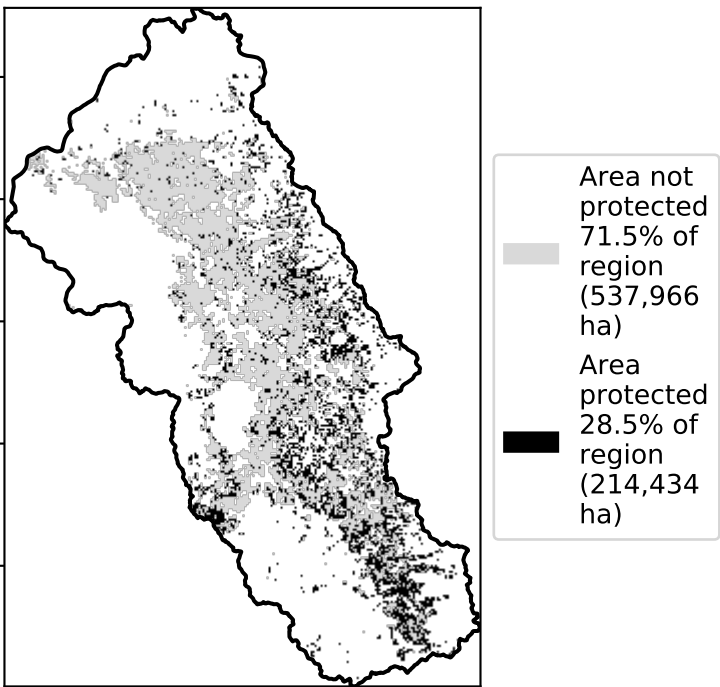 Area not
protected
71.5% of
region
(537,966
ha)
Area
protected
28.5% of
region
(214,434
ha)